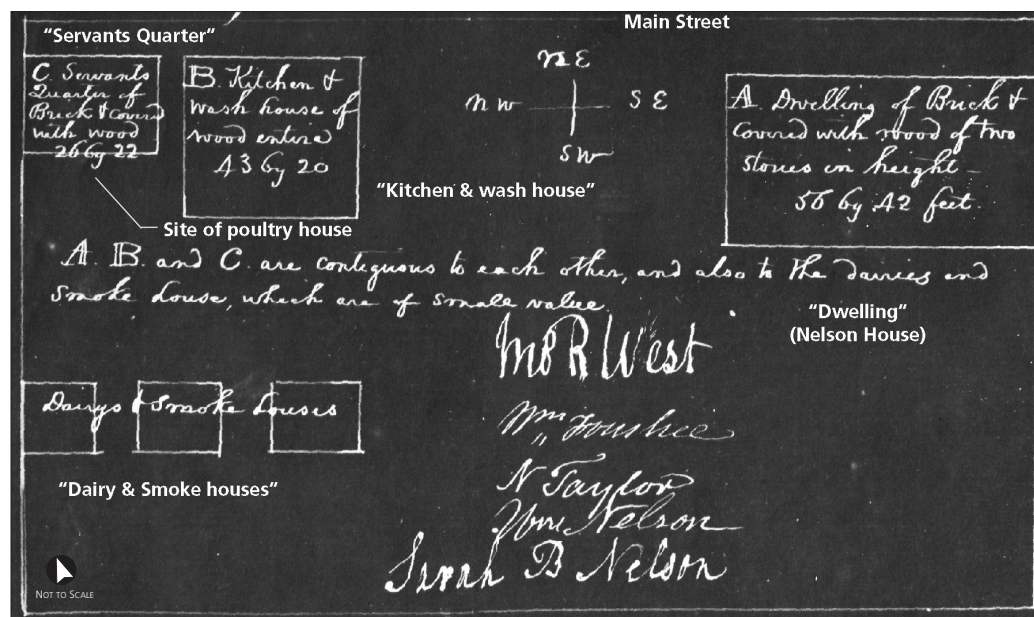 Main Street
“Servants Quarter”
C. Servants
Quarter of
Brick & Covered
with wood
26 by 22
B. Kitchen &
wash house of
wood entire
43 by 20
NE
NW SE
SW
A. Dwelling of Brick &
Covered with wood of two
stories in height –
56 by 42 feet.
“Kitchen & wash house”
Site of poultry house
A. B. and C. are contiguous to each other, and also to the dairies and
Smoke House, which are of small value.
“Dwelling”
(Nelson House)
West
Wm Foushee
N Taylor
Wm Nelson
Sarah B Nelson
Dairys & Smoke Houses
“Dairy & Smoke houses”
NOT TO SCALE